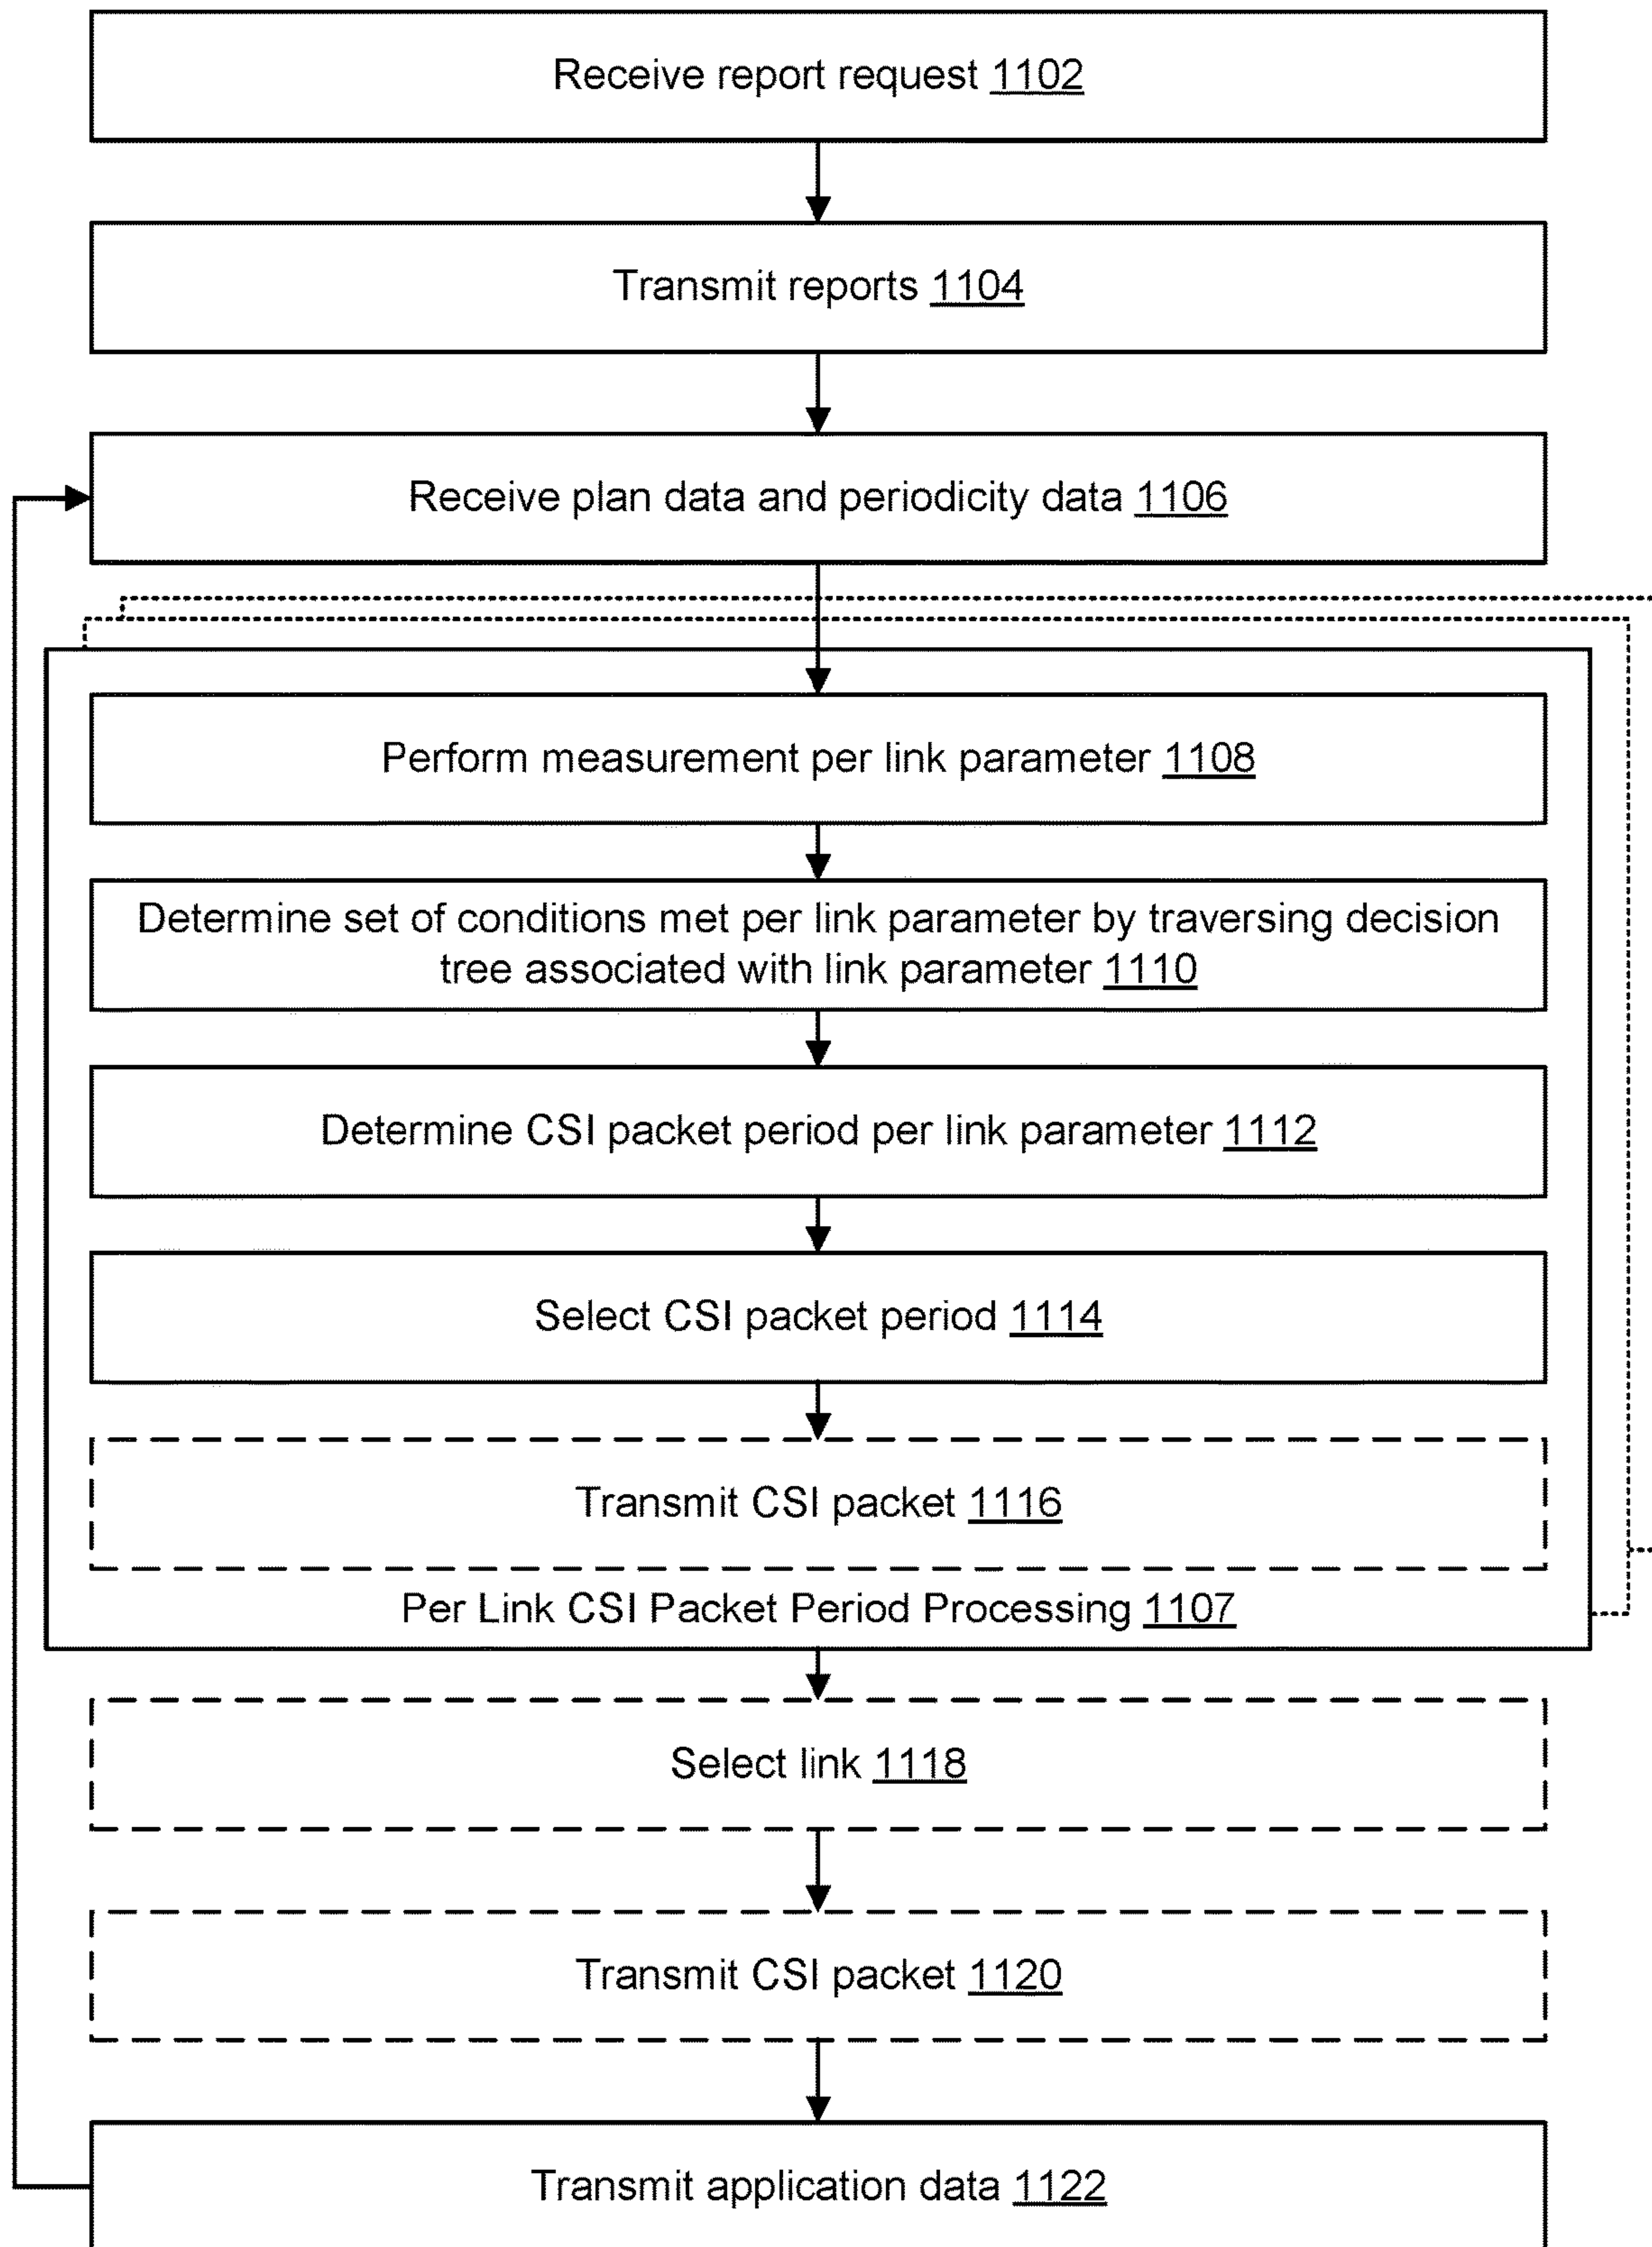 Receive report request 1102
Transmit reports 1104
Receive plan data and periodicity data 1106
Perform measurement per link parameter 1108
Determine set of conditions met per link parameter by traversing decision
tree associated with link parameter 1110
Determine CSI packet period per link parameter 1112
Select CSI packet period 1114
Transmit CSI packet 1116
Per Link CSI Packet Period Processing 1107
Select link 1118
Transmit CSI packet 1120
Transmit application data 1122